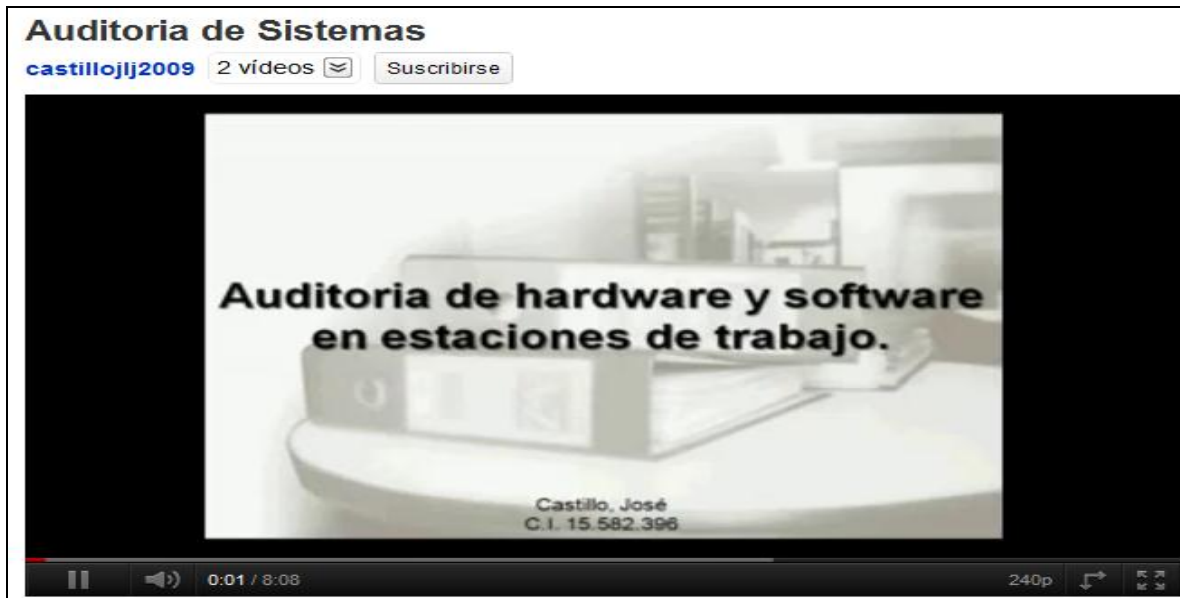 Auditoria de Sistemas
castillojlj2009 2 vídeos Suscribirse
Auditoria de hardware y software
en estaciones de trabajo.
Castillo, José
C.I. 15.582.396
0:01 / 8:08 240p